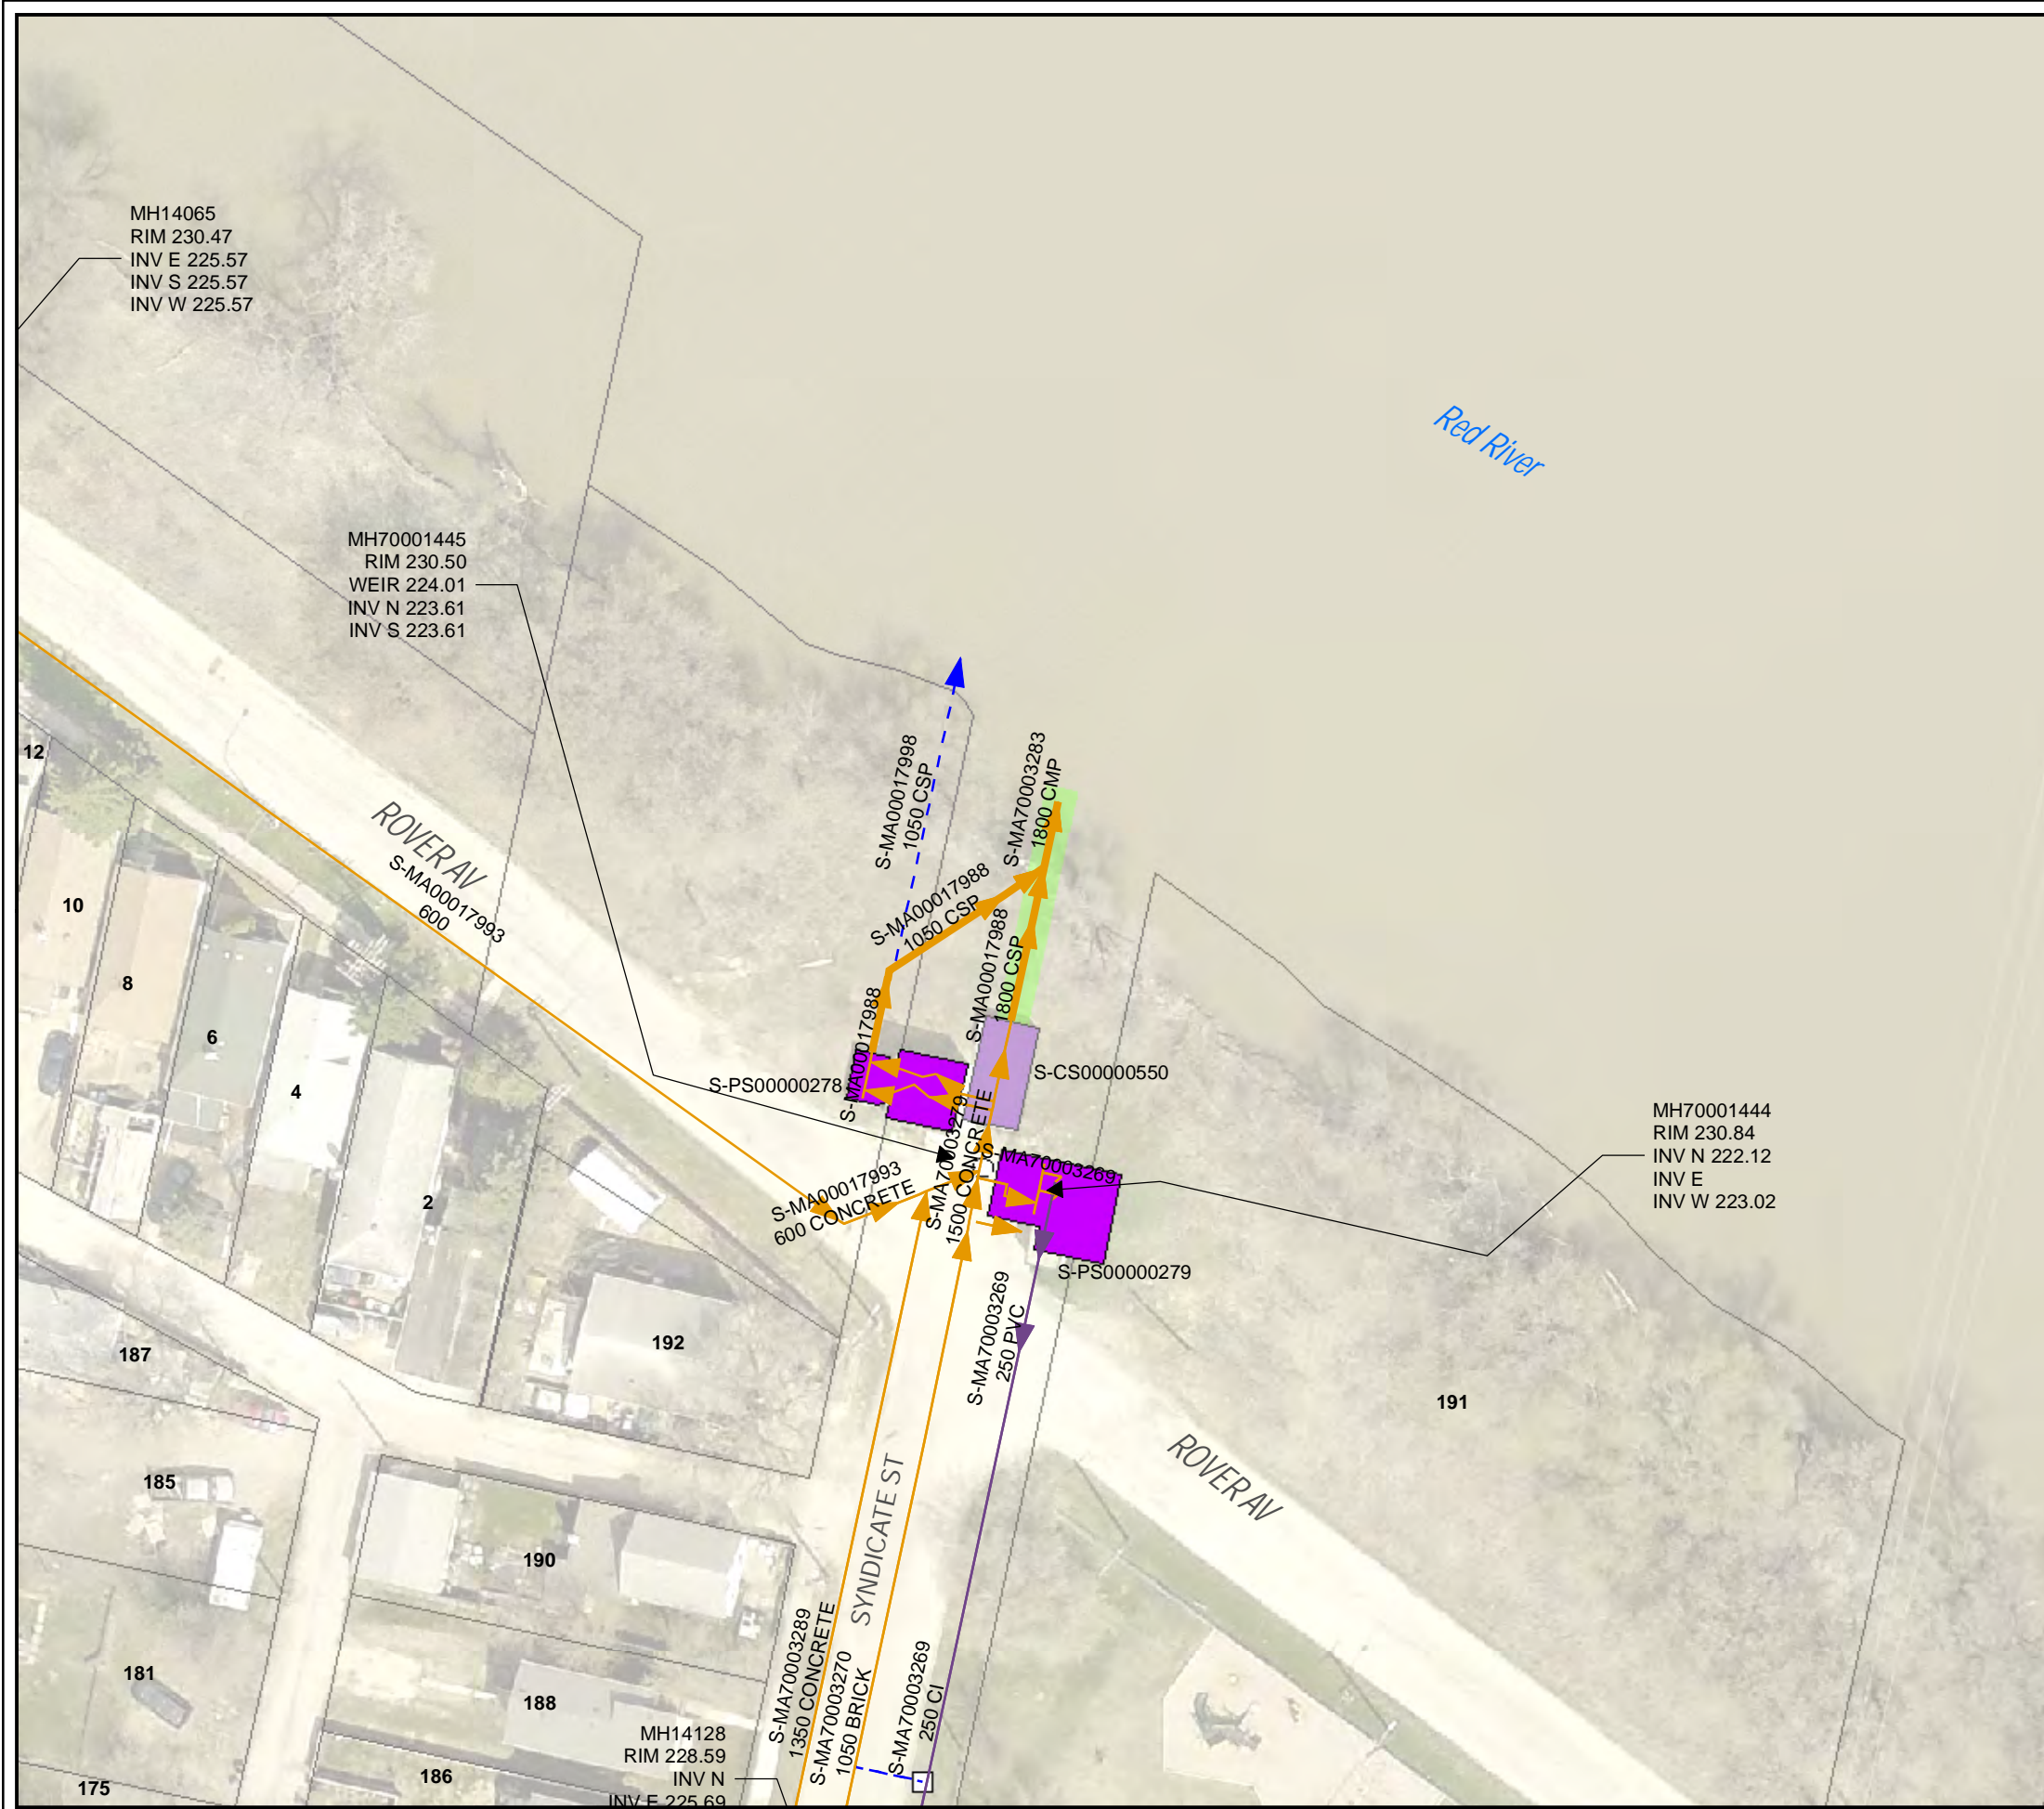 MH14065
RIM 230.47
INV E 225.57
INV S 225.57
INV W 225.57
Red River
MH70001445
RIM 230.50
WEIR 224.01
INV N 223.61
INV S 223.61
S-MA00017998
1050 CSP
S-MA70003283
1800 CMP
12
ROVER AV
S-MA00017993
600
S-MA00017988
1050 CSP
S-MA00017988
1800 CSP
10
8
6
4
2
S-MA00017988
S-PS00000278
S-CS00000550
S-MA70003279
1500 CONCRETE
S-MA70003269
MH70001444
RIM 230.84
INV N 222.12
INV E
INV W 223.02
S-MA00017993
600 CONCRETE
S-PS00000279
S-MA70003269
250 PVC
192
187
191
185
ROVER AV
SYNDICATE ST
190
181
188
S-MA70003289
1350 CONCRETE
S-MA70003270
1050 BRICK
S-MA70003269
250 CI
MH14128
RIM 228.59
INV N
INV E 225.69
186
175